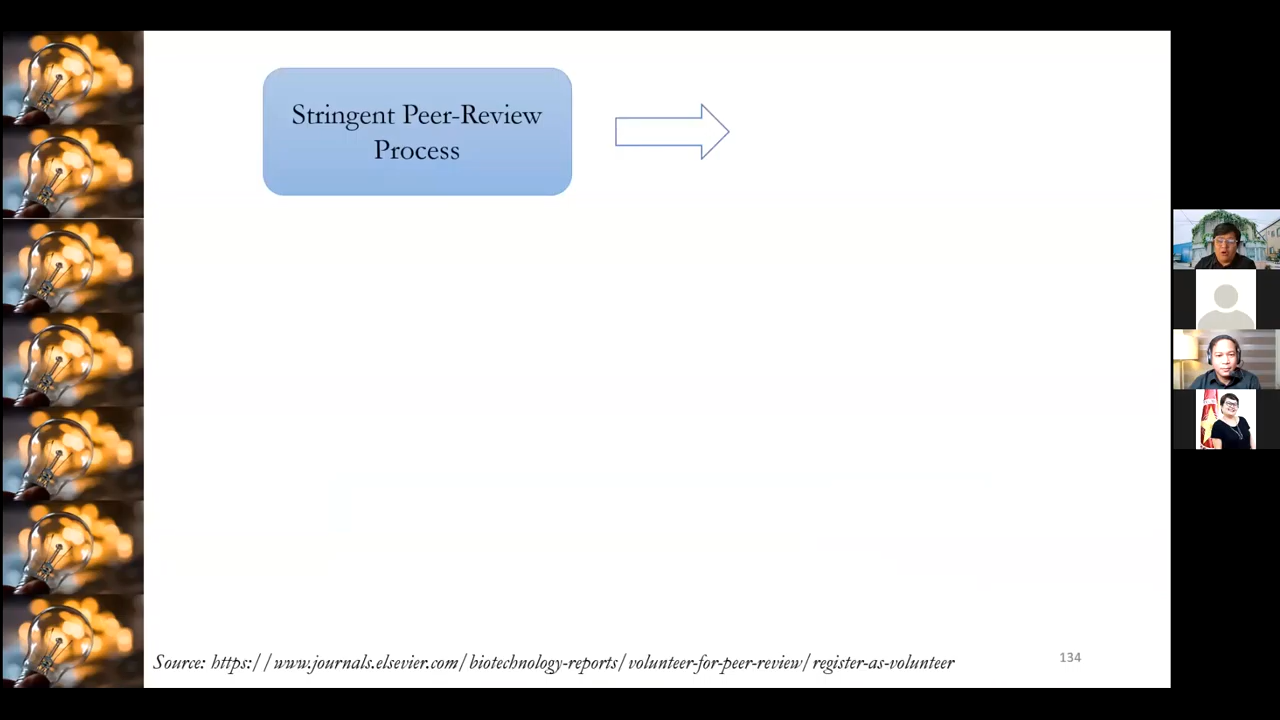 Stringent Peer-Review
Process
Source: https://www.journals.elsevier.com/biotechnology-reports/volunteer-for-peer-review/register-as-volunteer
134